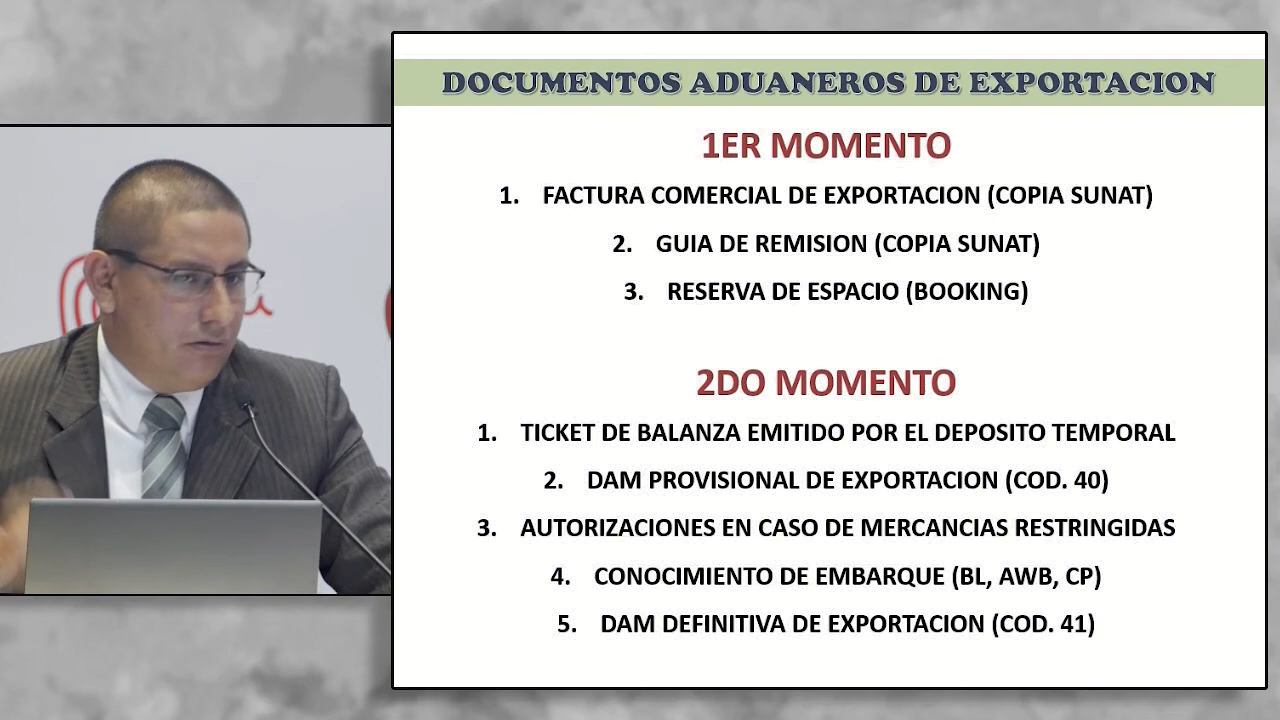 DOCUMENTOS ADUANEROS DE EXPORTACION
1ER MOMENTO
1. FACTURA COMERCIAL DE EXPORTACION (COPIA SUNAT)
2. GUIA DE REMISION (COPIA SUNAT)
3. RESERVA DE ESPACIO (BOOKING)
2DO MOMENTO
1. TICKET DE BALANZA EMITIDO POR EL DEPOSITO TEMPORAL
2. DAM PROVISIONAL DE EXPORTACION (COD. 40)
3. AUTORIZACIONES EN CASO DE MERCANCIAS RESTRINGIDAS
4. CONOCIMIENTO DE EMBARQUE (BL, AWB, CP)
5. DAM DEFINITIVA DE EXPORTACION (COD. 41)